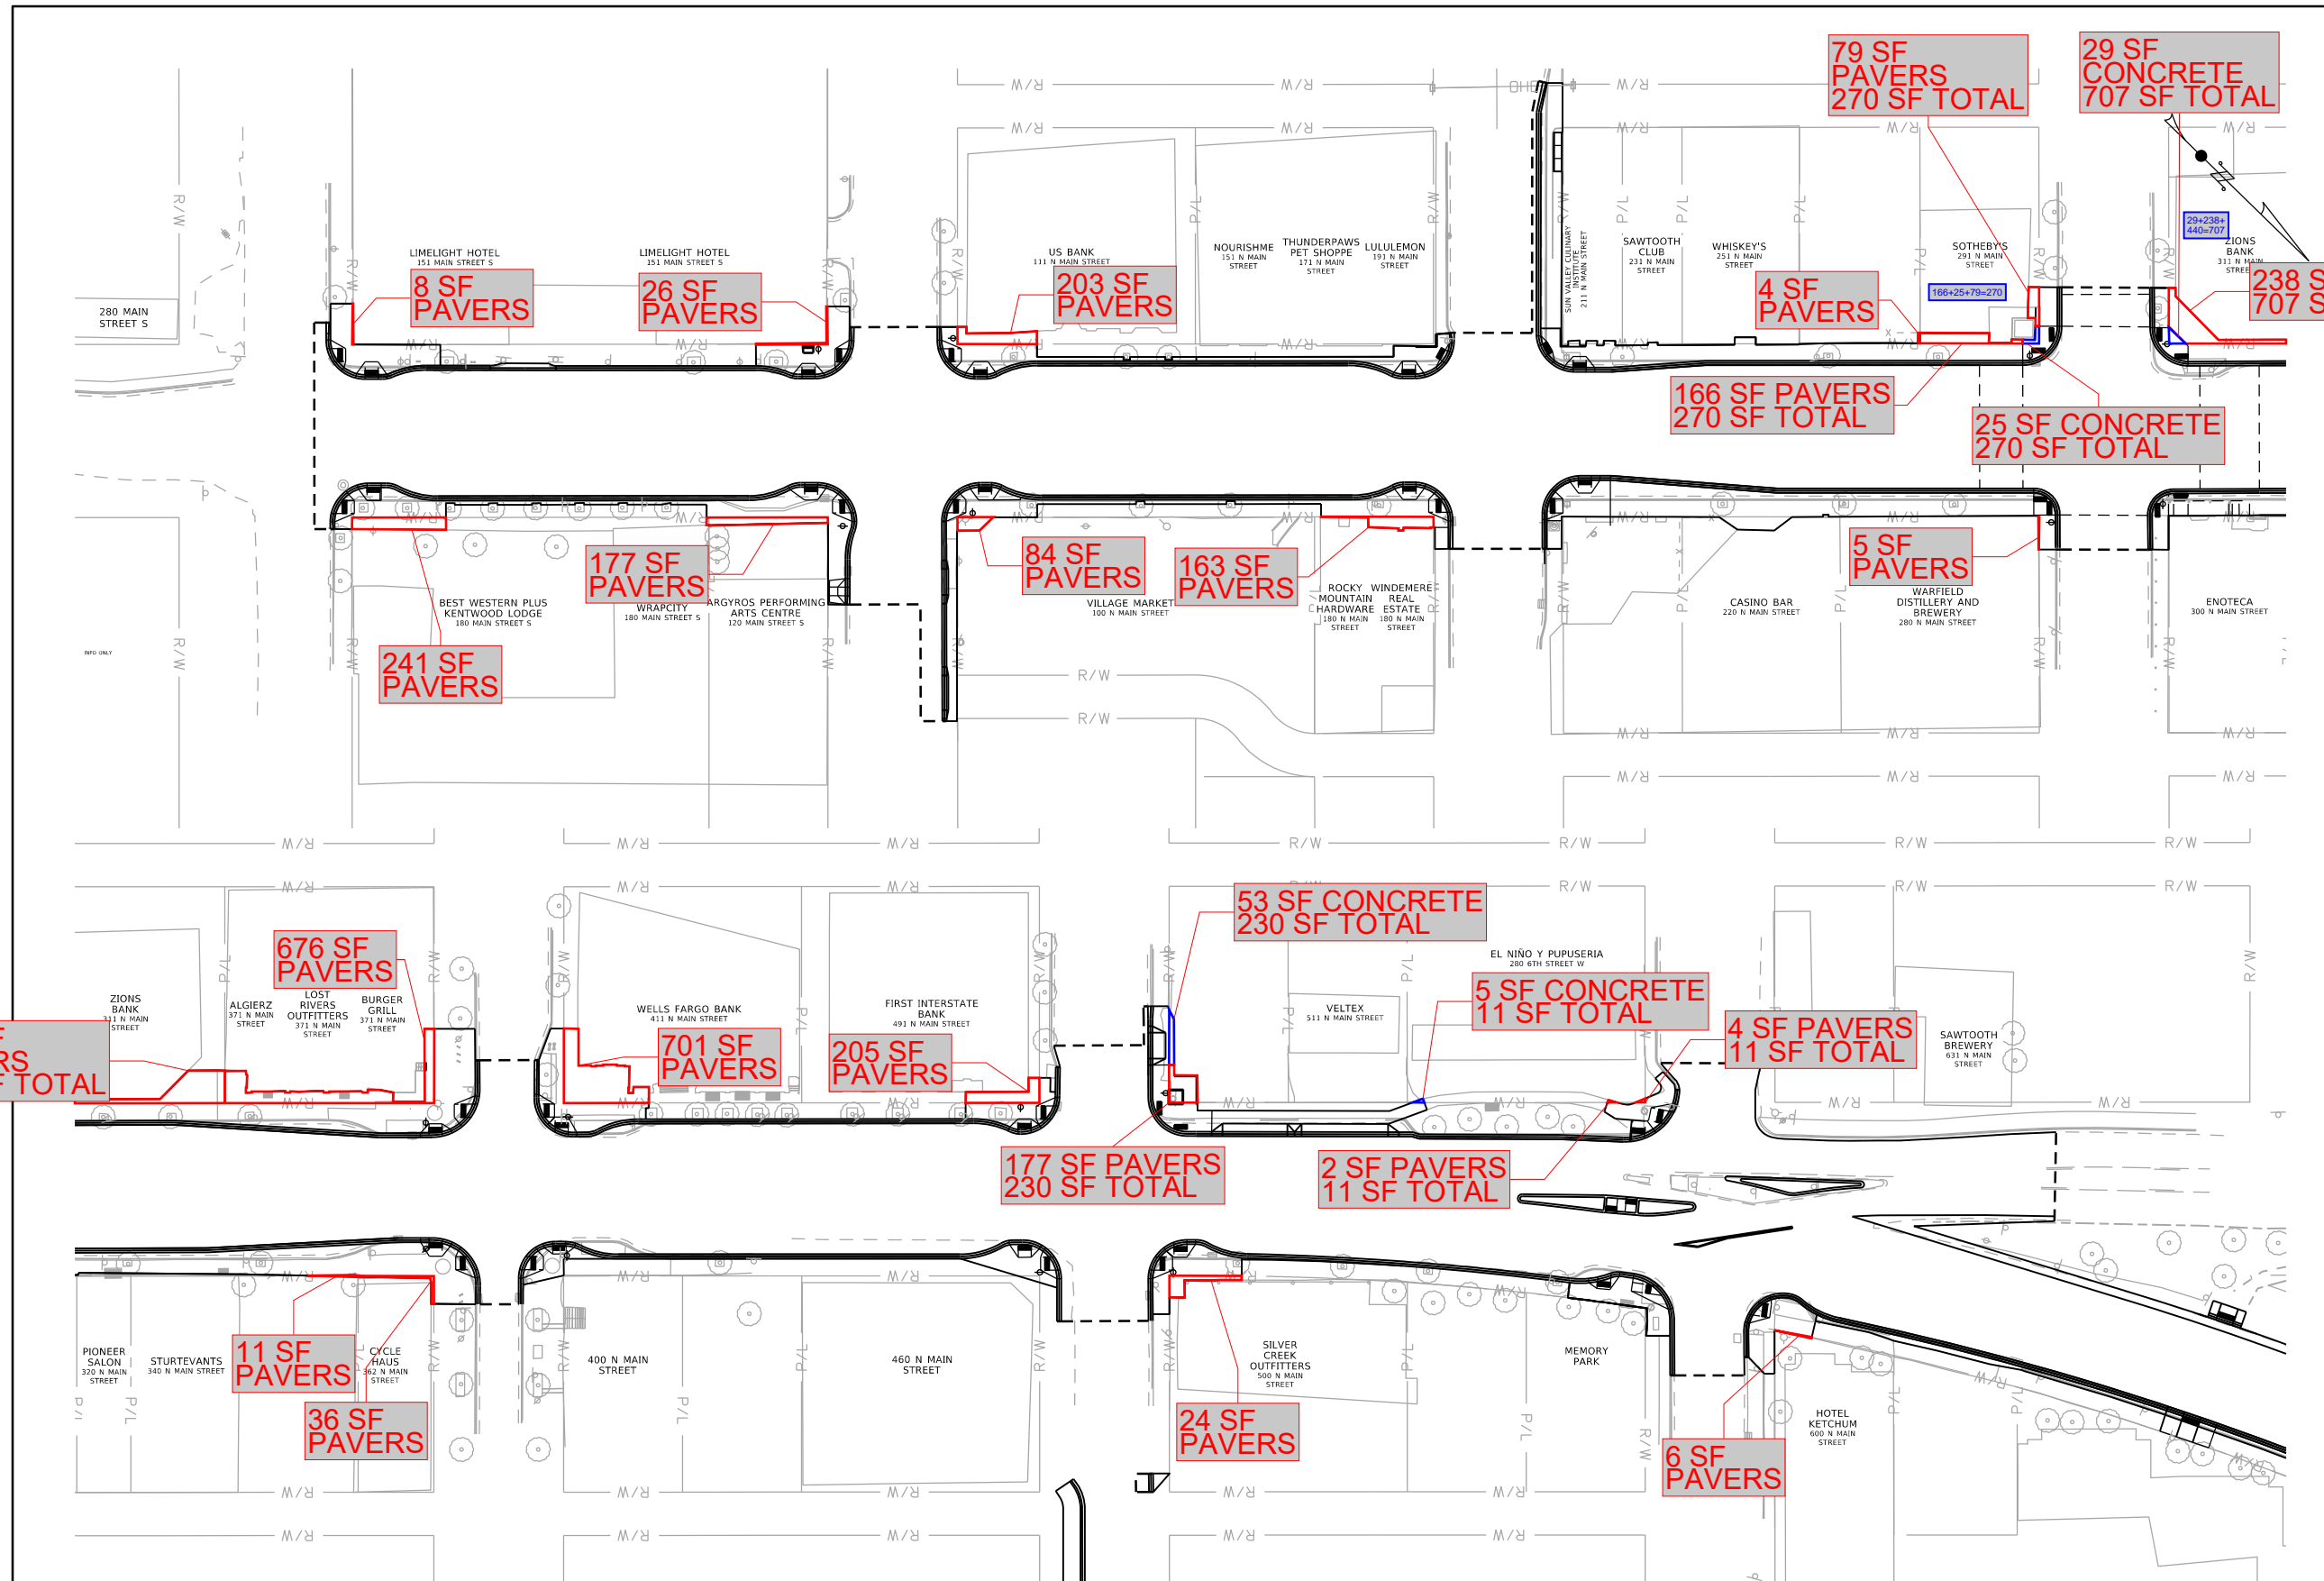 79 SF
PAVERS
270 SF TOTAL
29 SF
CONCRETE
707 SF TOTAL
R/W
R/W
R/W
OHU
R/W
R/W
R/W
R/W
R/W
R/W
R/W
P/L
R/W
R/W
P/L
P/L
P/L
29+238+
440=707
LIMELIGHT HOTEL
151 MAIN STREET S
LIMELIGHT HOTEL
151 MAIN STREET S
US BANK
111 N MAIN STREET
NOURISHME
151 N MAIN
STREET
THUNDERPAWS
PET SHOPPE
171 N MAIN
STREET
LULULEMON
191 N MAIN
STREET
SUN VALLEY CULINARY
INSTITUTE
211 N MAIN STREET
SAWTOOTH
CLUB
231 N MAIN
STREET
WHISKEY'S
251 N MAIN
STREET
SOTHEBY'S
291 N MAIN
STREET
ZIONS
BANK
311 N MAIN
STREET
8 SF
PAVERS
26 SF
PAVERS
203 SF
PAVERS
4 SF
PAVERS
166+25+79=270
238 S
707 S
280 MAIN
STREET S
166 SF PAVERS
270 SF TOTAL
25 SF CONCRETE
270 SF TOTAL
177 SF
PAVERS
84 SF
PAVERS
163 SF
PAVERS
5 SF
PAVERS
BEST WESTERN PLUS
KENTWOOD LODGE
180 MAIN STREET S
WRAPCITY
180 MAIN STREET S
ARGYROS PERFORMING
ARTS CENTRE
120 MAIN STREET S
VILLAGE MARKET
100 N MAIN STREET
ROCKY
MOUNTAIN
HARDWARE
180 N MAIN
STREET
WINDEMERE
REAL
ESTATE
180 N MAIN
STREET
CASINO BAR
220 N MAIN STREET
WARFIELD
DISTILLERY AND
BREWERY
280 N MAIN STREET
ENOTECA
300 N MAIN STREET
INFO ONLY
241 SF
PAVERS
R/W
R/W
R/W
R/W
R/W
R/W
R/W
R/W
R/W
R/W
R/W
R/W
R/W
R/W
53 SF CONCRETE
230 SF TOTAL
676 SF
PAVERS
ZIONS
BANK
311 N MAIN
STREET
ALGIERZ
371 N MAIN
STREET
LOST
RIVERS
OUTFITTERS
371 N MAIN
STREET
BURGER
GRILL
371 N MAIN
STREET
WELLS FARGO BANK
411 N MAIN STREET
FIRST INTERSTATE
BANK
491 N MAIN STREET
VELTEX
511 N MAIN STREET
EL NIÑO Y PUPUSERIA
280 6TH STREET W
5 SF CONCRETE
11 SF TOTAL
4 SF PAVERS
11 SF TOTAL
SAWTOOTH
BREWERY
631 N MAIN
STREET
F
RS
F TOTAL
701 SF
PAVERS
205 SF
PAVERS
177 SF PAVERS
230 SF TOTAL
2 SF PAVERS
11 SF TOTAL
PIONEER
SALON
320 N MAIN
STREET
STURTEVANTS
340 N MAIN STREET
11 SF
PAVERS
CYCLE
HAUS
362 N MAIN
STREET
400 N MAIN
STREET
460 N MAIN
STREET
SILVER
CREEK
OUTFITTERS
500 N MAIN
STREET
MEMORY
PARK
HOTEL
KETCHUM
600 N MAIN
STREET
36 SF
PAVERS
24 SF
PAVERS
6 SF
PAVERS
R/W
R/W
R/W
R/W
R/W
R/W
R/W
R/W
R/W
R/W